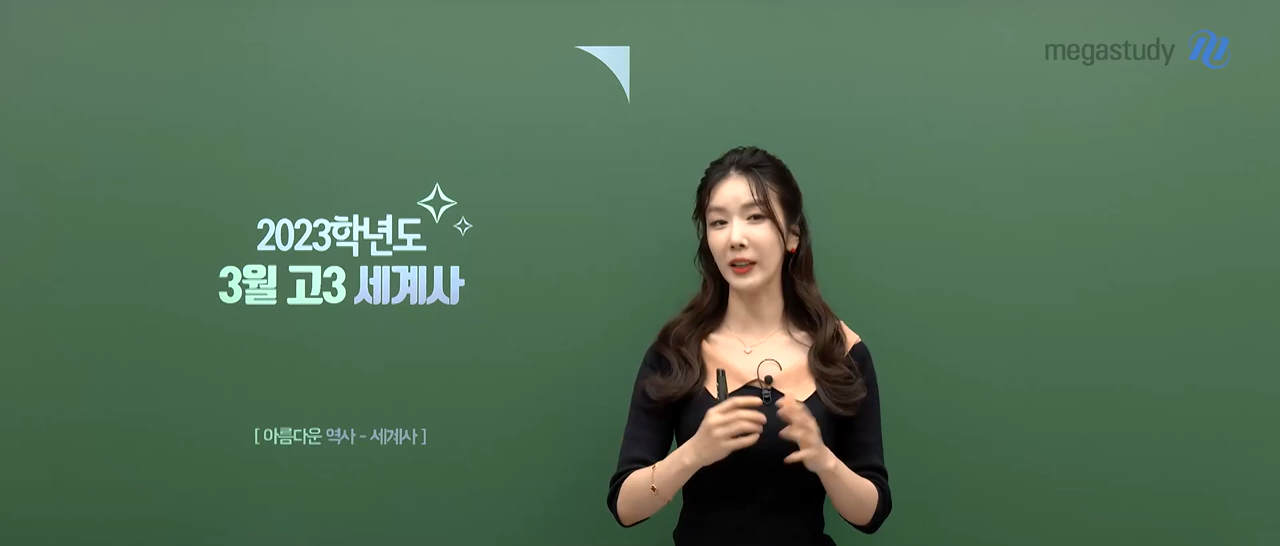 megastudy
2023학년도
3월 고3 세계사
[ 아름다운 역사 - 세계사 ]